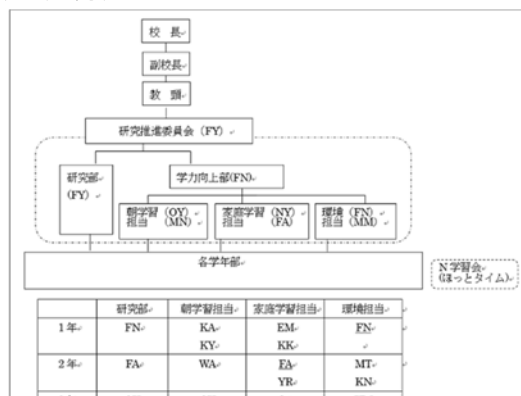 校 長
副校長
教 頭
研究推進委員会（FY）
研究部
(FY)
学力向上部(FN)
朝学習（OY）
担当 （MN）
家庭学習（NY）
担当 （FA）
環境（FN）
担当（MM）
各学年部
N 学習会
(ほっとタイム)
研究部 朝学習担当 家庭学習担当 環境担当
1 年 FN KA EM FN
KY KK
2 年 FA WA FA MT
YR KN